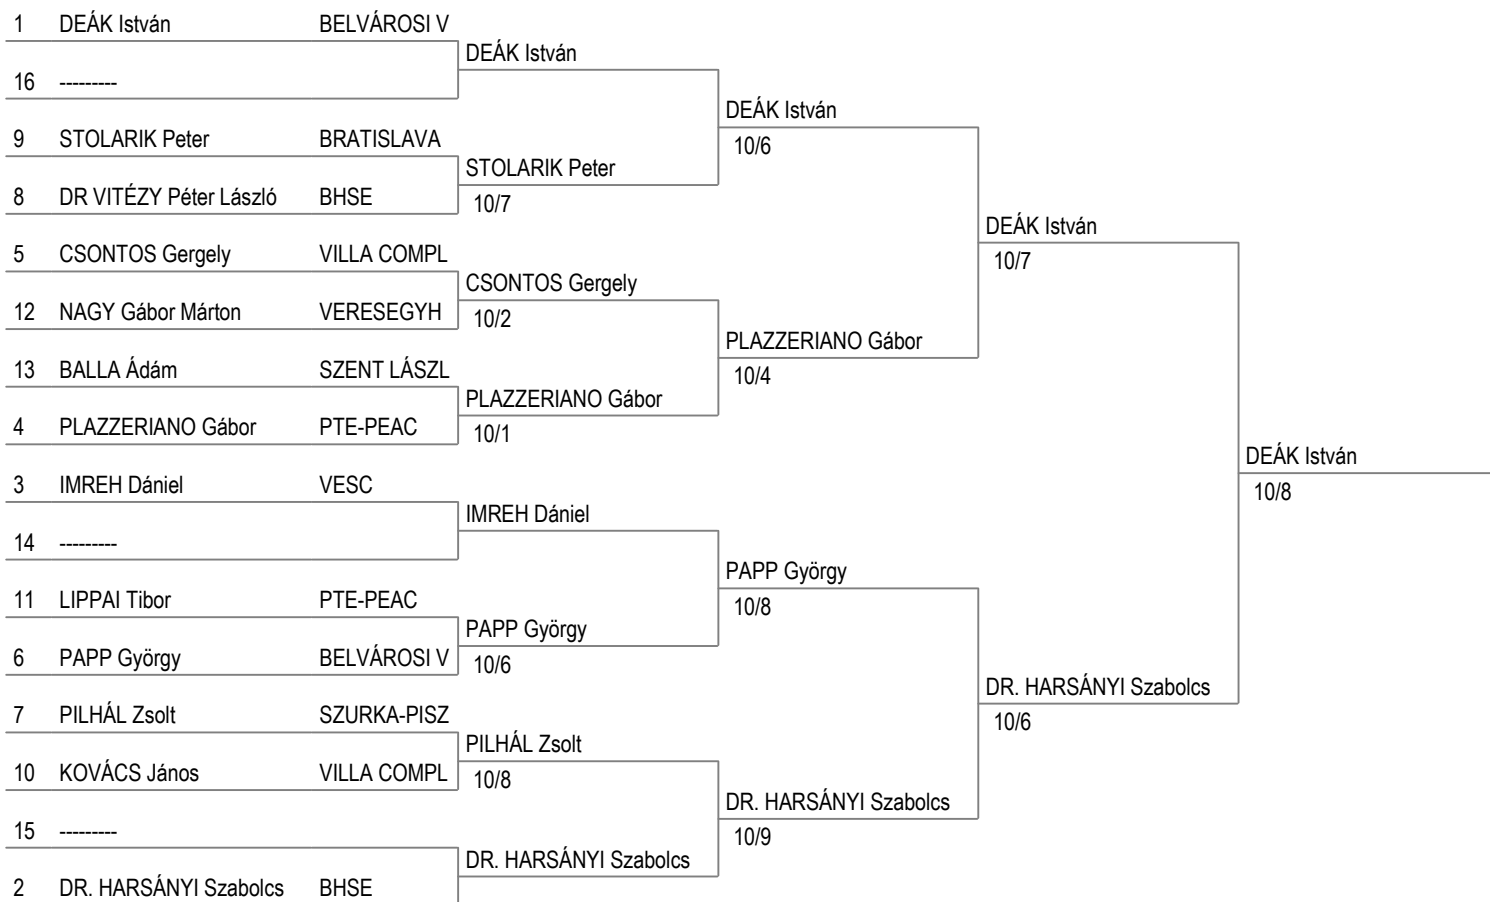 1 DEÁK István BELVÁROSI V
DEÁK István
16 ---------
DEÁK István
10/6
9 STOLARIK Peter BRATISLAVA
STOLARIK Peter
10/7
8 DR VITÉZY Péter László BHSE
DEÁK István
10/7
5 CSONTOS Gergely VILLA COMPL
CSONTOS Gergely
10/2
12 NAGY Gábor Márton VERESEGYH
PLAZZERIANO Gábor
10/4
13 BALLA Ádám SZENT LÁSZL
PLAZZERIANO Gábor
10/1
4 PLAZZERIANO Gábor PTE-PEAC
DEÁK István
10/8
3 IMREH Dániel VESC
IMREH Dániel
14 ---------
PAPP György
10/8
11 LIPPAI Tibor PTE-PEAC
PAPP György
10/6
6 PAPP György BELVÁROSI V
DR. HARSÁNYI Szabolcs
10/6
7 PILHÁL Zsolt SZURKA-PISZ
PILHÁL Zsolt
10/8
10 KOVÁCS János VILLA COMPL
DR. HARSÁNYI Szabolcs
10/9
15 ---------
DR. HARSÁNYI Szabolcs
2 DR. HARSÁNYI Szabolcs BHSE